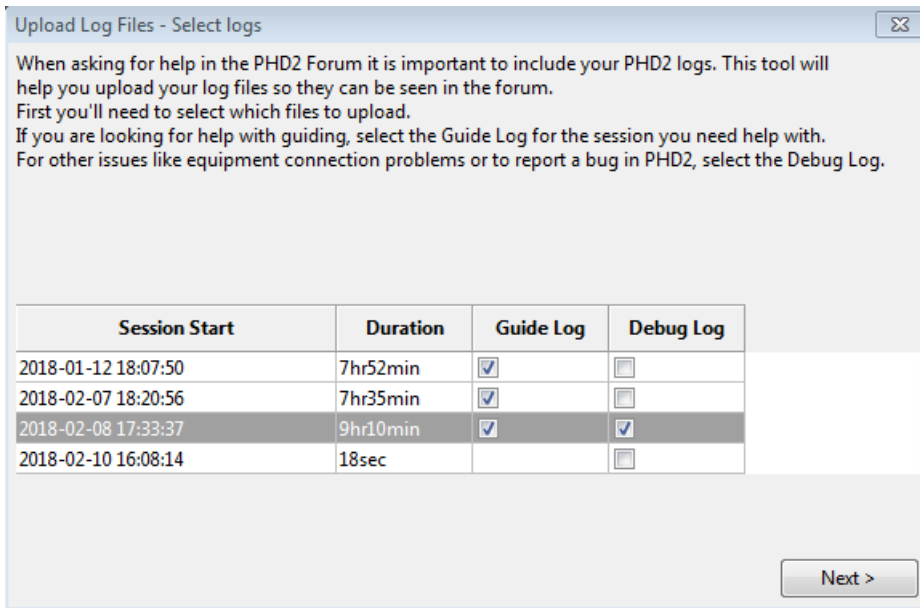 Upload Log Files - Select logs
When asking for help in the PHD2 Forum it is important to include your PHD2 logs. This tool will
help you upload your log files so they can be seen in the forum.
First you'll need to select which files to upload.
If you are looking for help with guiding, select the Guide Log for the session you need help with.
For other issues like equipment connection problems or to report a bug in PHD2, select the Debug Log.
Session Start Duration Guide Log Debug Log
2018-01-12 18:07:50 7hr52min
2018-02-07 18:20:56 7hr35min
2018-02-08 17:33:37 9hr10min
2018-02-10 16:08:14 18sec
Next >